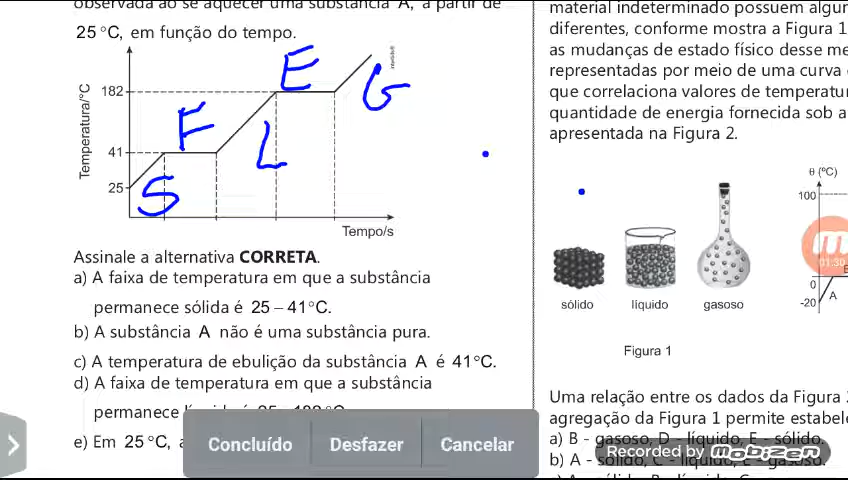 observada ao se aquecer uma substância A, a partir de
25 °C, em função do tempo.
Temperatura/°C
182
41
25
S
F
L
E
G
Tempo/s
Assinale a alternativa CORRETA.
a) A faixa de temperatura em que a substância
permanece sólida é 25 – 41°C.
b) A substância A não é uma substância pura.
c) A temperatura de ebulição da substância A é 41°C.
d) A faixa de temperatura em que a substância
permanece
e) Em 25 °C,
Concluído Desfazer Cancelar
material indeterminado possuem
diferentes, conforme mostra a Figura 1
as mudanças de estado físico desse
representadas por meio de uma curva
que correlaciona valores de
quantidade de energia fornecida sob a
apresentada na Figura 2.
θ (ºC)
100
01:30
0
-20
A
sólido líquido gasoso
Figura 1
Uma relação entre os dados da Figura
agregação da Figura 1 permite
a) B – gasoso, D – líquido, E – sólido.
b) A – sólido, C – líquido, E – gasoso.
Recorded by mobizen